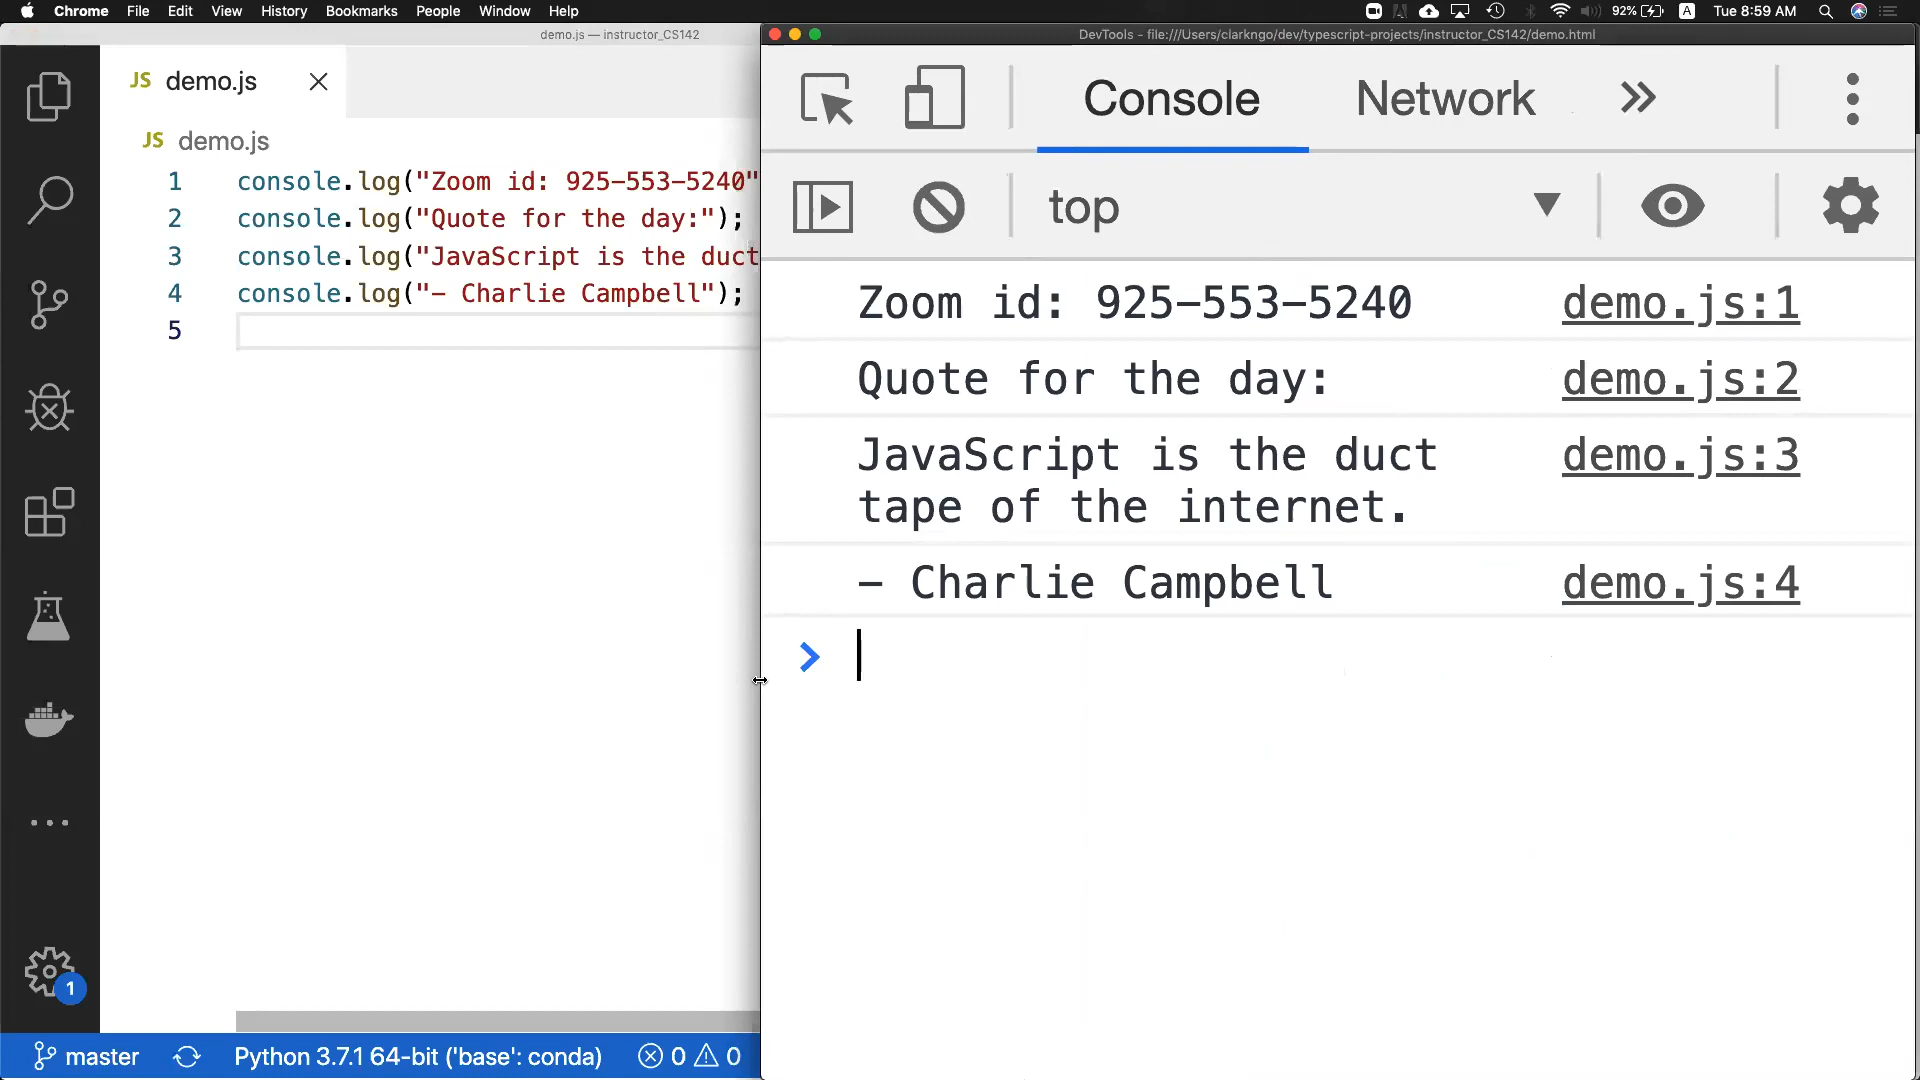 Chrome File Edit View History Bookmarks People Window Help 92% A Tue 8:59 AM
demo.js — instructor_CS142
DevTools - file:///Users/clarkngo/dev/typescript-projects/instructor_CS142/demo.html
JS demo.js
JS demo.js
1 console.log("Zoom id: 925-553-5240"
2 console.log("Quote for the day:");
3 console.log("JavaScript is the duct
4 console.log("- Charlie Campbell");
5
Console Network
top
Zoom id: 925-553-5240 demo.js:1
Quote for the day: demo.js:2
JavaScript is the duct demo.js:3
tape of the internet.
- Charlie Campbell demo.js:4
1
master Python 3.7.1 64-bit ('base': conda) 0 0